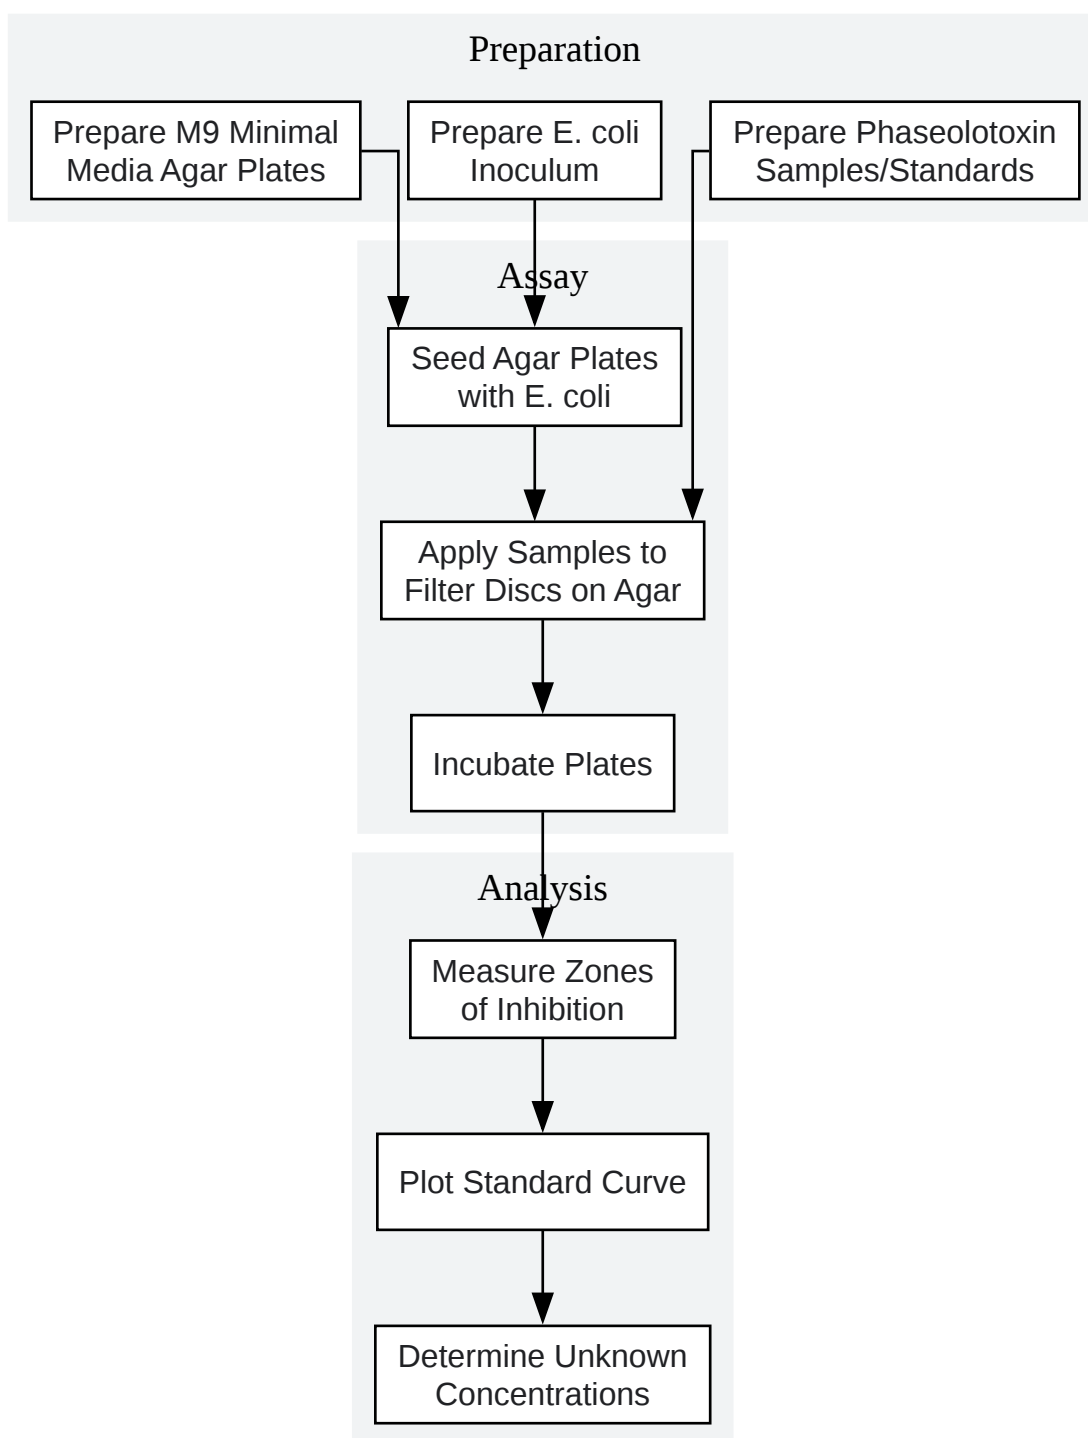 Preparation
Prepare M9 Minimal
Media Agar Plates
Prepare E. coli
Inoculum
Prepare Phaseolotoxin
Samples/Standards
Assay
Seed Agar Plates
with E. coli
Apply Samples to
Filter Discs on Agar
Incubate Plates
Analysis
Measure Zones
of Inhibition
Plot Standard Curve
Determine Unknown
Concentrations